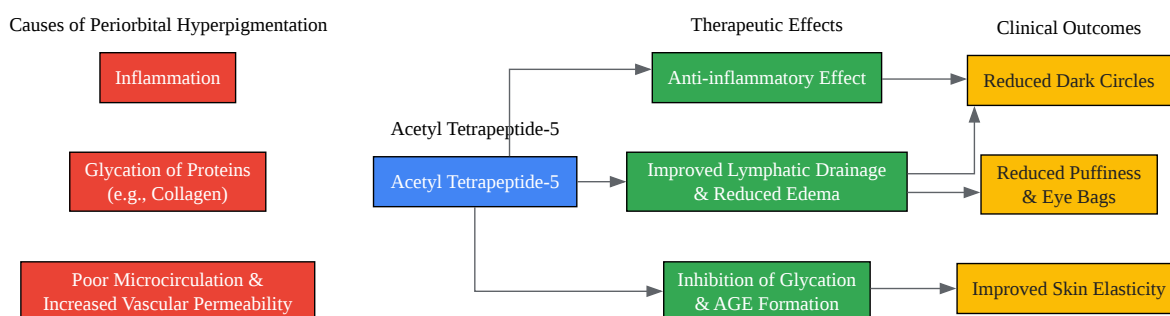 Causes of Periorbital Hyperpigmentation
Inflammation
Glycation of Proteins
(e.g., Collagen)
Poor Microcirculation &
Increased Vascular Permeability
Acetyl Tetrapeptide-5
Acetyl Tetrapeptide-5
Therapeutic Effects
Anti-inflammatory Effect
Improved Lymphatic Drainage
& Reduced Edema
Inhibition of Glycation
& AGE Formation
Clinical Outcomes
Reduced Dark Circles
Reduced Puffiness
& Eye Bags
Improved Skin Elasticity